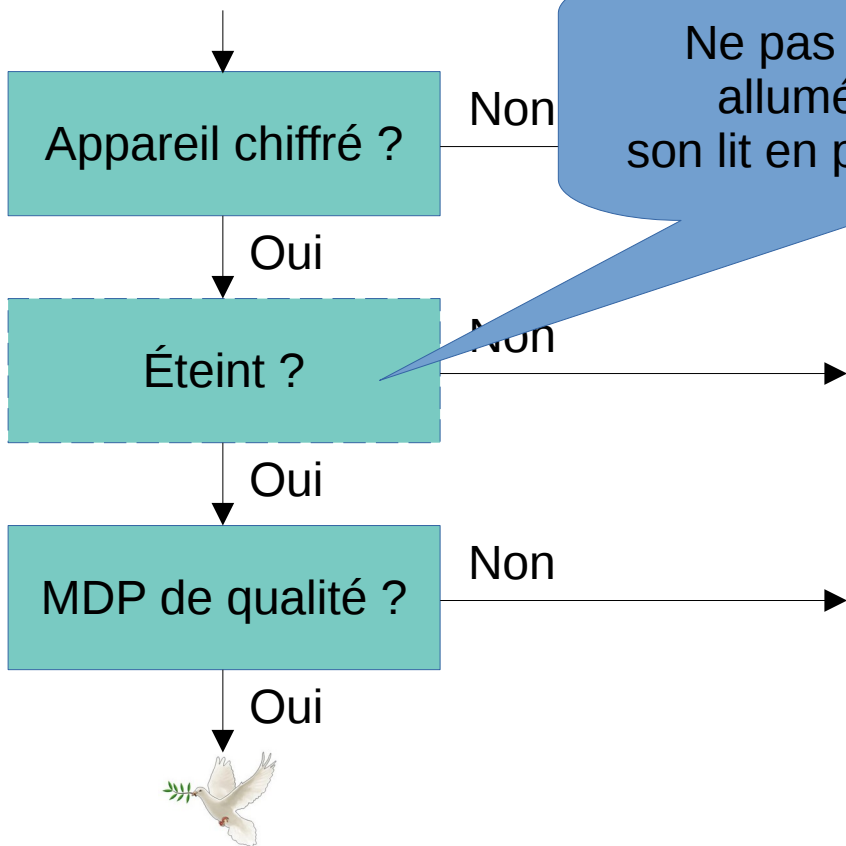 Ne pas
allumé
son lit en p
Non
Appareil chiffré ?
Oui
Non
Éteint ?
Oui
Non
MDP de qualité ?
Oui